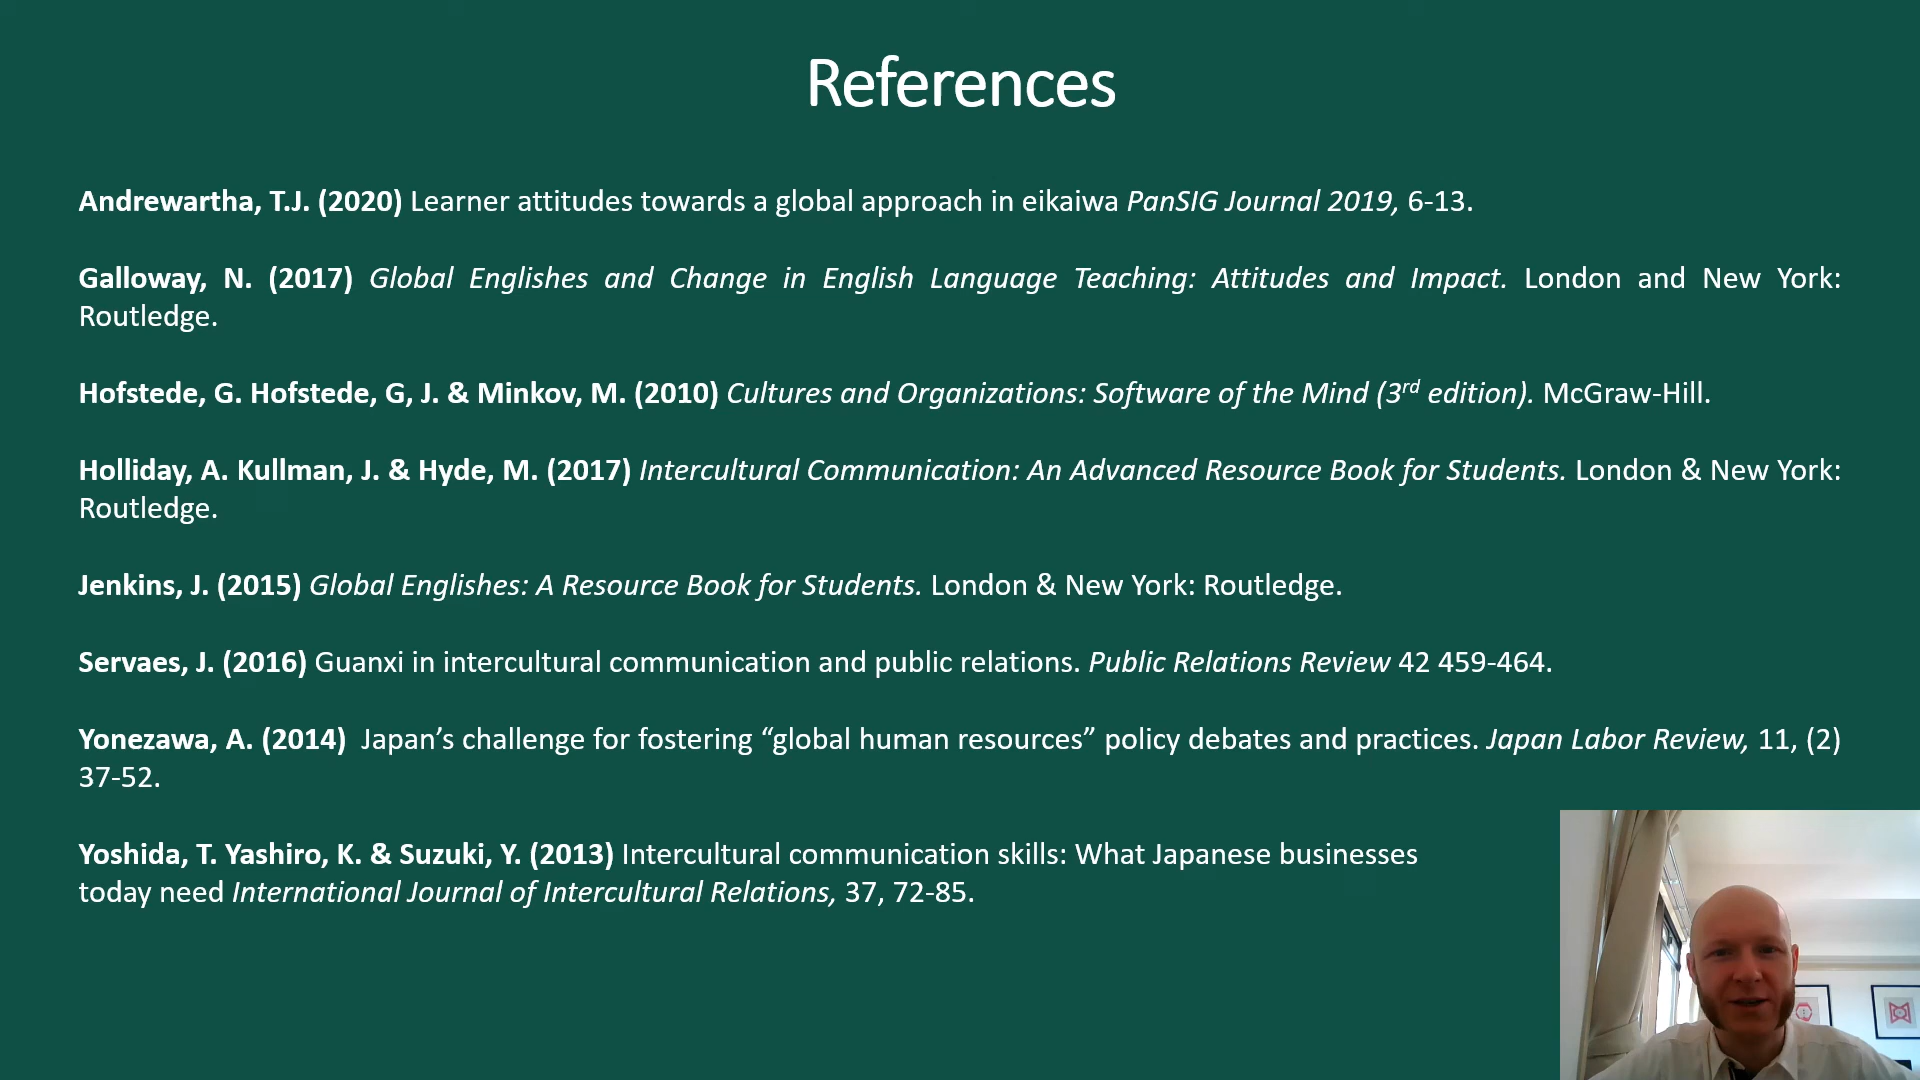 References
Andrewartha, T.J. (2020) Learner attitudes towards a global approach in eikaiwa PanSIG Journal 2019, 6-13.
Galloway, N. (2017) Global Englishes and Change in English Language Teaching: Attitudes and Impact. London and New York:
Routledge.
Hofstede, G. Hofstede, G, J. & Minkov, M. (2010) Cultures and Organizations: Software of the Mind (3rd edition). McGraw-Hill.
Holliday, A. Kullman, J. & Hyde, M. (2017) Intercultural Communication: An Advanced Resource Book for Students. London & New York:
Routledge.
Jenkins, J. (2015) Global Englishes: A Resource Book for Students. London & New York: Routledge.
Servaes, J. (2016) Guanxi in intercultural communication and public relations. Public Relations Review 42 459-464.
Yonezawa, A. (2014) Japan’s challenge for fostering “global human resources” policy debates and practices. Japan Labor Review, 11, (2)
37-52.
Yoshida, T. Yashiro, K. & Suzuki, Y. (2013) Intercultural communication skills: What Japanese businesses
today need International Journal of Intercultural Relations, 37, 72-85.